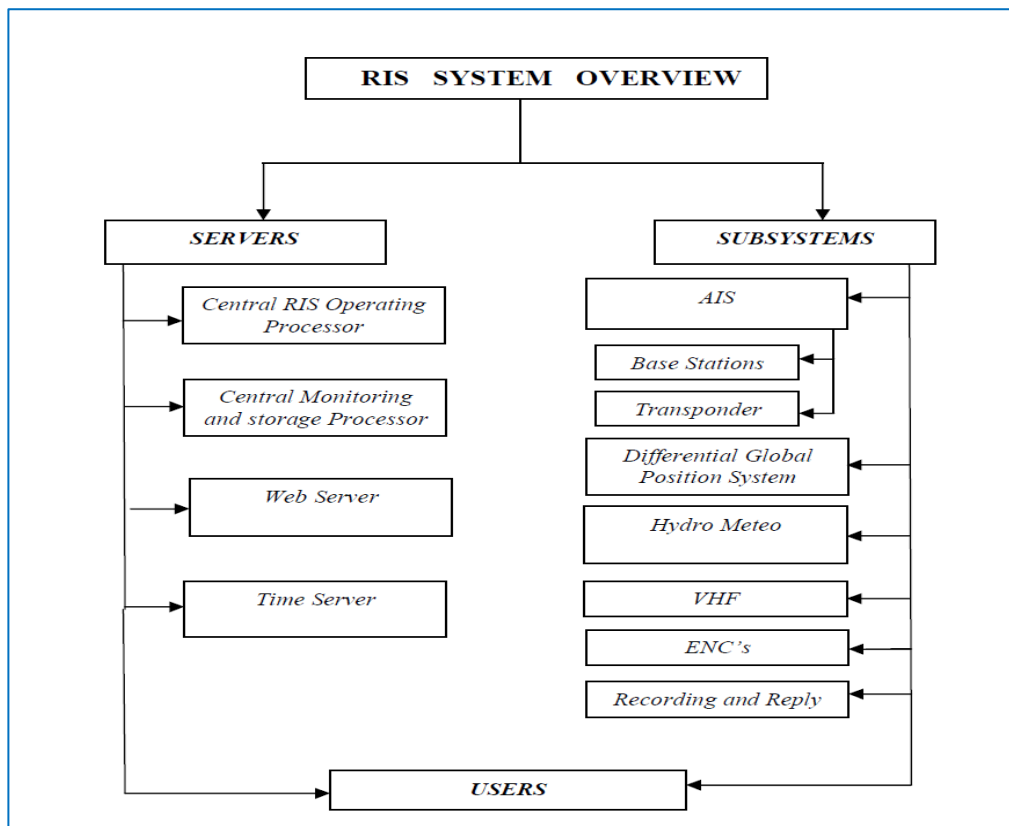 RIS SYSTEM OVERVIEW
SERVERS
Central RIS Operating
Processor
Central Monitoring
and storage Processor
Web Server
Time Server
SUBSYSTEMS
AIS
Base Stations
Transponder
Differential Global
Position System
Hydro Meteo
VHF
ENC's
Recording and Reply
USERS